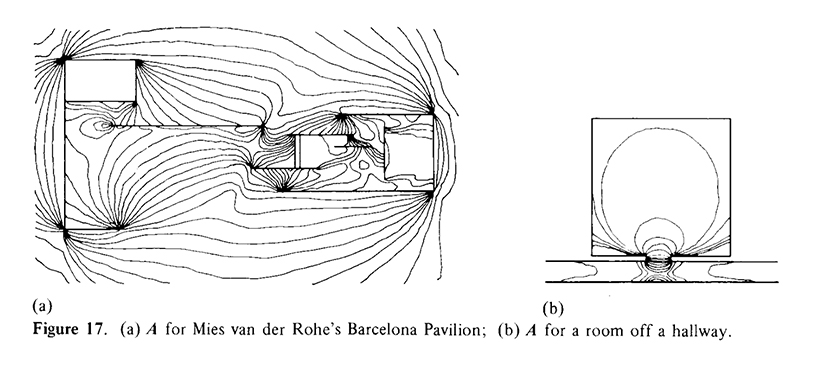 (a)
(b)
Figure 17. (a) A for Mies van der Rohe's Barcelona Pavilion; (b) A for a room off a hallway.